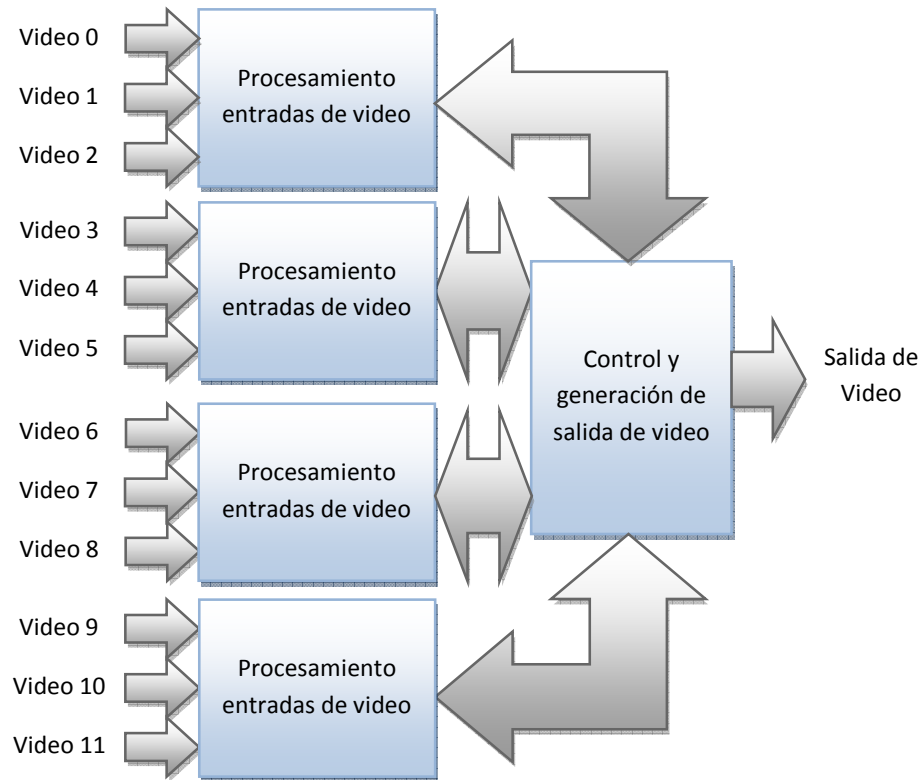 Video 0
Video 1
Video 2
Procesamiento
entradas de video
Video 3
Video 4
Video 5
Procesamiento
entradas de video
Video 6
Video 7
Video 8
Procesamiento
entradas de video
Video 9
Video 10
Video 11
Procesamiento
entradas de video
Control y
generación de
salida de video
Salida de
Video